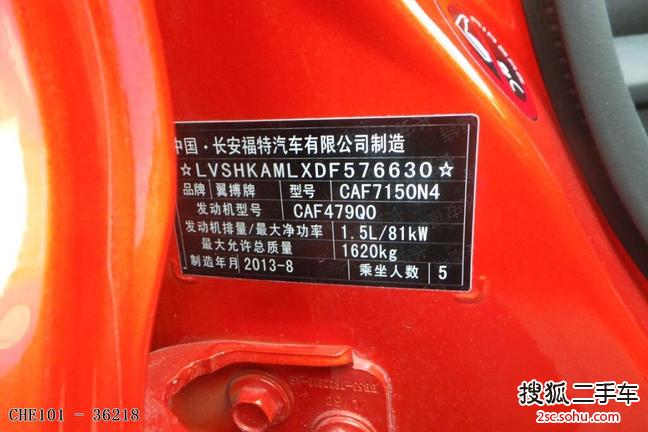 中国·长安福特汽车有限公司制造
☆LVSHKAMLXDF576630☆
品牌 翼搏牌 型号 CAF7150N4
发动机型号 CAF479Q0
发动机排量/最大净功率 1.5L/81kW
最大允许总质量 1620kg
制造年月 2013-8 乘坐人数 5
CHE101 - 36218
搜狐二手车
2sc.sohu.com